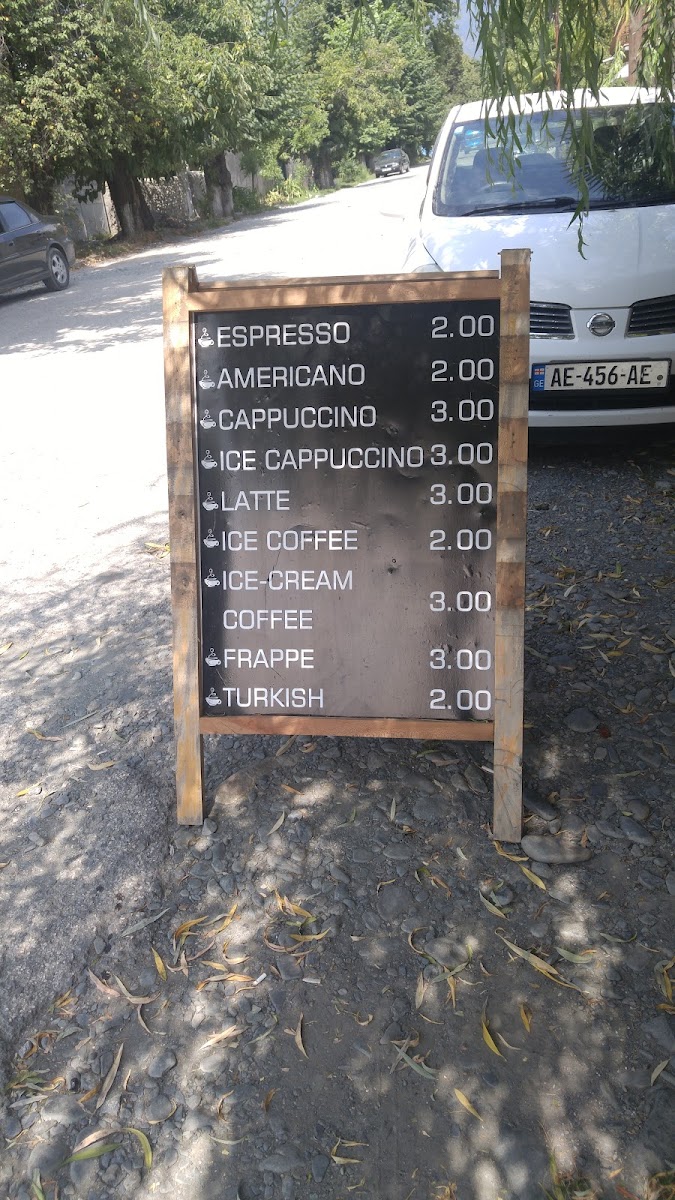 ESPRESSO 2.00
AMERICANO 2.00
CAPPUCCINO 3.00
ICE CAPPUCCINO 3.00
LATTE 3.00
ICE COFFEE 2.00
ICE-CREAM
COFFEE 3.00
FRAPPE 3.00
TURKISH 2.00
GE AE-456-AE